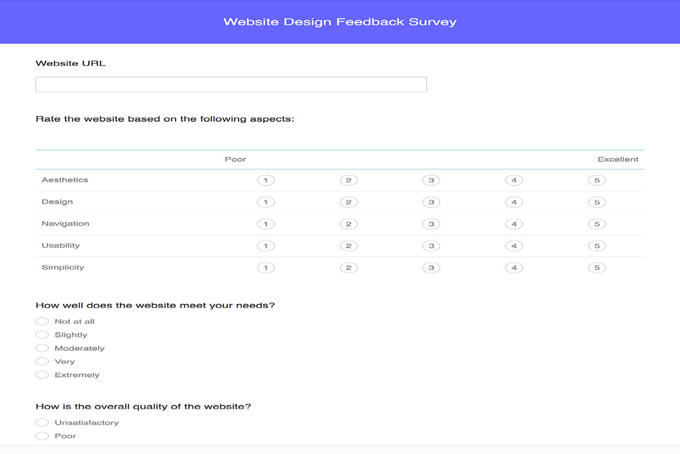 Website Design Feedback Survey
Website URL
Rate the website based on the following aspects:
Poor Excellent
Aesthetics 1 2 3 4 5
Design 1 2 3 4 5
Navigation 1 2 3 4 5
Usability 1 2 3 4 5
Simplicity 1 2 3 4 5
How well does the website meet your needs?
Not at all
Slightly
Moderately
Very
Extremely
How is the overall quality of the website?
Unsatisfactory
Poor